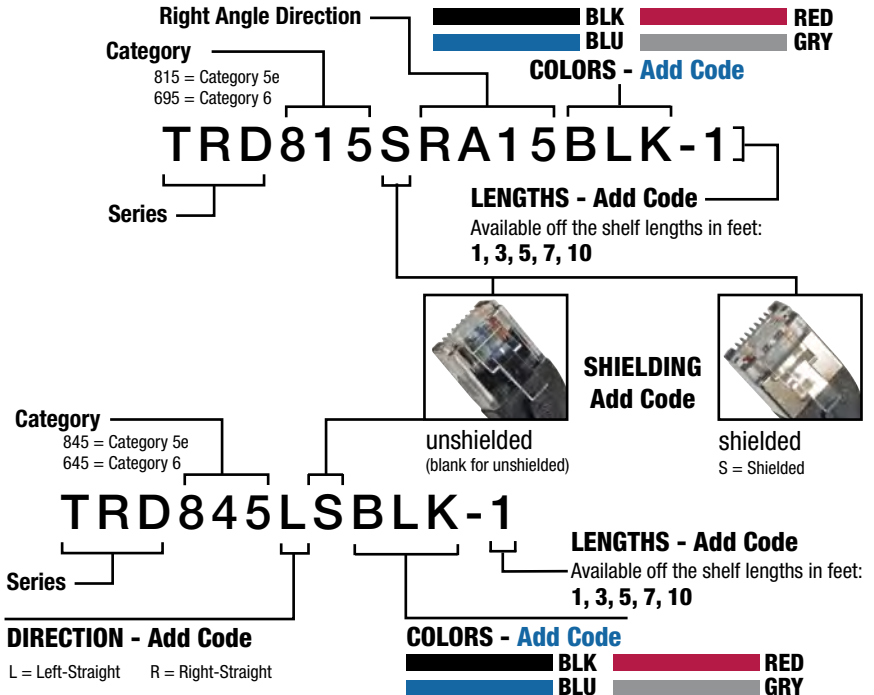 Right Angle Direction
BLK RED
BLU GRY
COLORS - Add Code
Category
815 = Category 5e
695 = Category 6
TRD815SRA15BLK-1
Series
LENGTHS - Add Code
Available off the shelf lengths in feet:
1, 3, 5, 7, 10
SHIELDING
Add Code
unshielded
(blank for unshielded)
shielded
S = Shielded
Category
845 = Category 5e
645 = Category 6
TRD845LSBLK-1
Series
LENGTHS - Add Code
Available off the shelf lengths in feet:
1, 3, 5, 7, 10
DIRECTION - Add Code
L = Left-Straight R = Right-Straight
COLORS - Add Code
BLK RED
BLU GRY